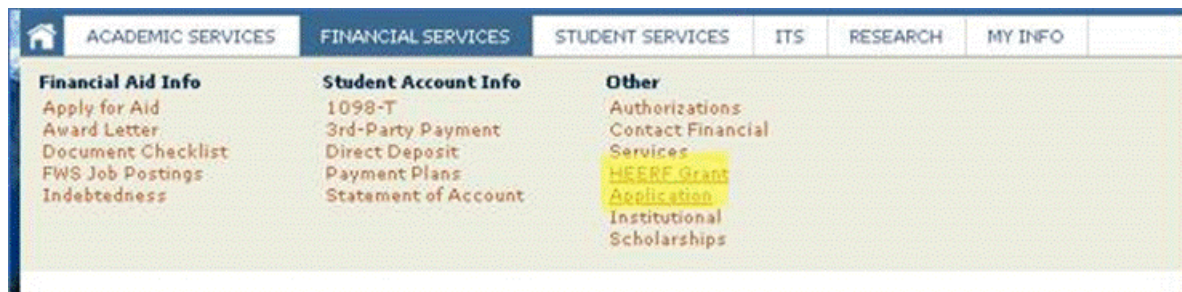 ACADEMIC SERVICES FINANCIAL SERVICES STUDENT SERVICES ITS RESEARCH MY INFO
Financial Aid Info
Apply for Aid
Award Letter
Document Checklist
FWS Job Postings
Indebtedness
Student Account Info
1098-T
3rd-Party Payment
Direct Deposit
Payment Plans
Statement of Account
Other
Authorizations
Contact Financial
Services
HEERF Grant
Application
Institutional
Scholarships